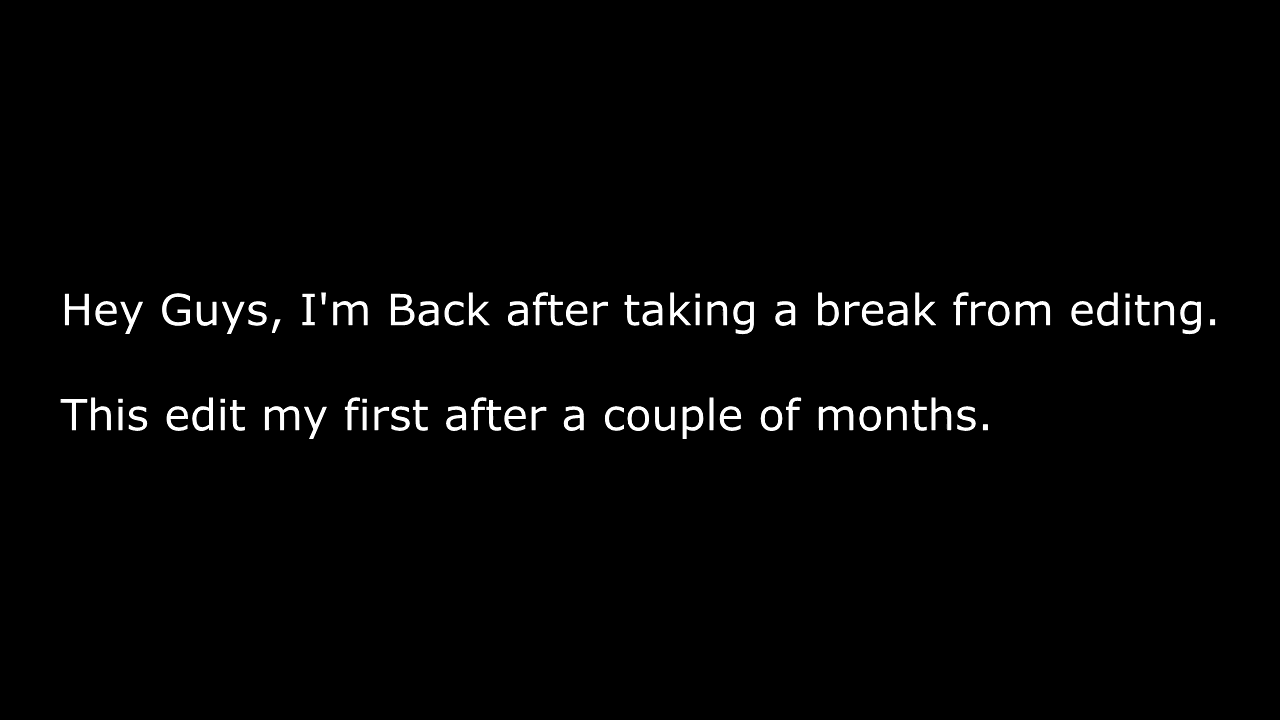 Hey Guys, I'm Back after taking a break from editng.
This edit my first after a couple of months.